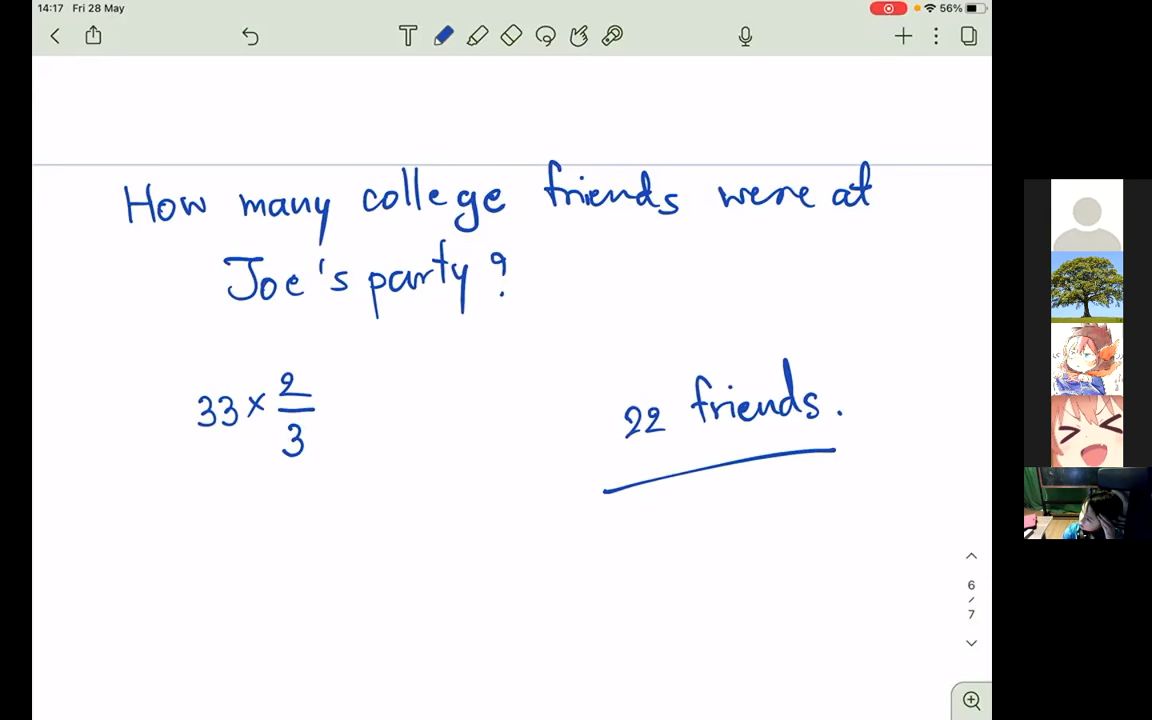 14:17 Fri 28 May
56%
T
How many college friends were at
Joe's party?
33 × 2/3
22 friends.
6
/
7